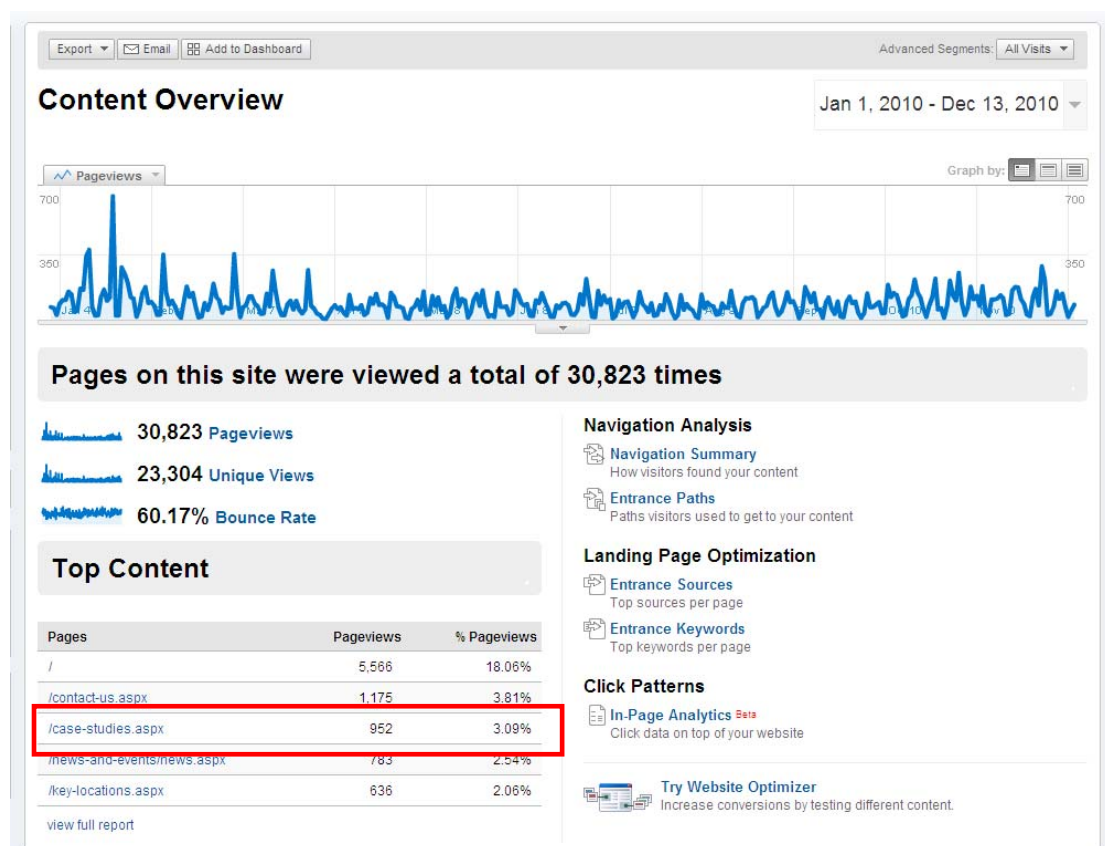 Export Email Add to Dashboard Advanced Segments: All Visits
Content Overview
Jan 1, 2010 - Dec 13, 2010
Pageviews Graph by:
700 700
350 350
Pages on this site were viewed a total of 30,823 times
30,823 Pageviews
23,304 Unique Views
60.17% Bounce Rate
Top Content
Pages Pageviews % Pageviews
/ 5,566 18.06%
/contact-us.aspx 1,175 3.81%
/case-studies.aspx 952 3.09%
/news-and-events/news.aspx 783 2.54%
/key-locations.aspx 636 2.06%
view full report
Navigation Analysis
Navigation Summary
How visitors found your content
Entrance Paths
Paths visitors used to get to your content
Landing Page Optimization
Entrance Sources
Top sources per page
Entrance Keywords
Top keywords per page
Click Patterns
In-Page Analytics Beta
Click data on top of your website
Try Website Optimizer
Increase conversions by testing different content.